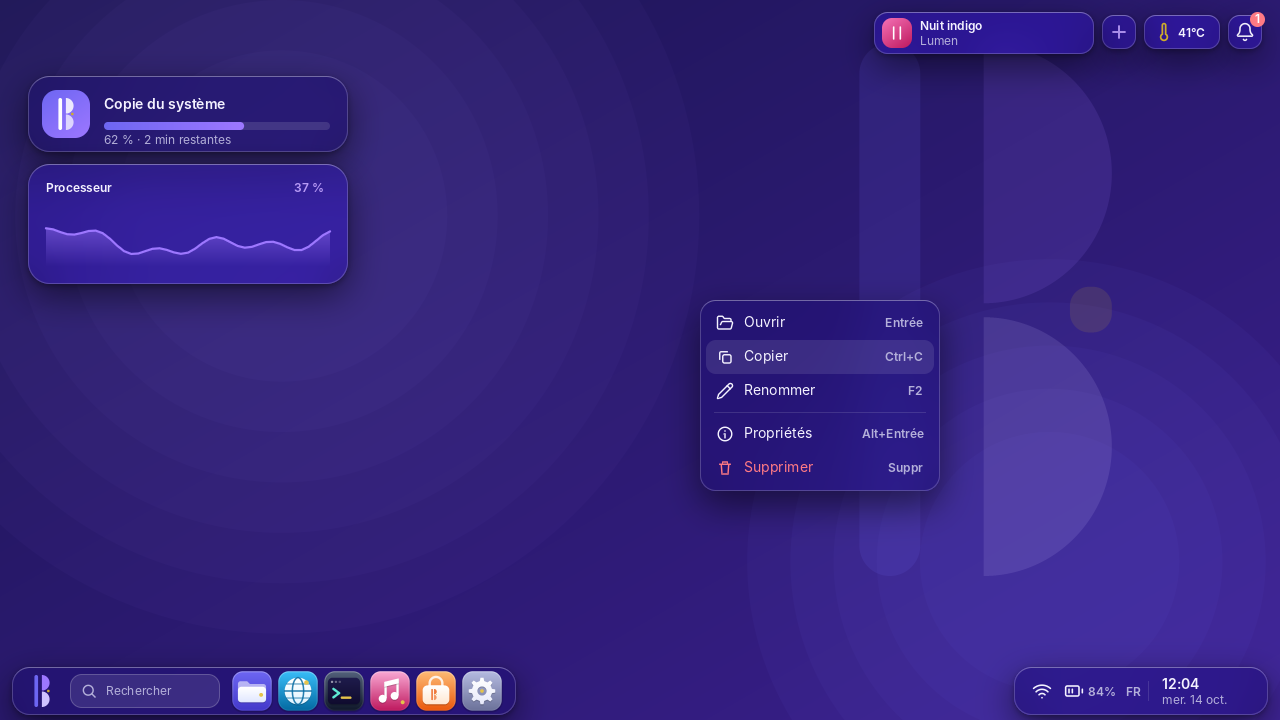 Nuit indigo
Lumen
41°C
1
Copie du système
62 % · 2 min restantes
Processeur
37 %
Ouvrir Entrée
Copier Ctrl+C
Renommer F2
Propriétés Alt+Entrée
Supprimer Suppr
Rechercher
84% FR
12:04
mer. 14 oct.